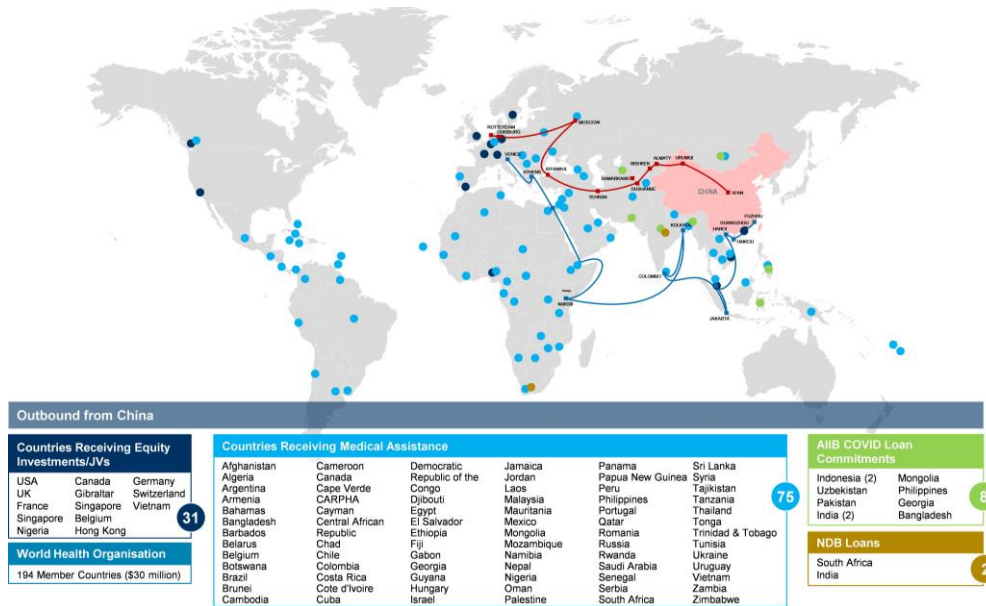 MOSCOW
ROTTERDAM
DUISBURG
VENICE
ATHENS
ISTANBUL
TEHRAN
SAMARKAND
DUSHANBE
BISHKEK
ALMATY
URUMQI
CHINA
XI'AN
FUZHOU
GUANGZHOU
HANOI
HAIKOU
KOLKATA
COLOMBO
NAIROBI
JAKARTA
Outbound from China
Countries Receiving Equity
Investments/JVs
USA
UK
France
Singapore
Nigeria
Canada
Gibraltar
Singapore
Belgium
Hong Kong
Germany
Switzerland
Vietnam
31
World Health Organisation
194 Member Countries ($30 million)
Countries Receiving Medical Assistance
Afghanistan
Algeria
Argentina
Armenia
Bahamas
Bangladesh
Barbados
Belarus
Belgium
Botswana
Brazil
Brunei
Cambodia
Cameroon
Canada
Cape Verde
CARPHA
Cayman
Central African
Republic
Chad
Chile
Colombia
Costa Rica
Cote d'Ivoire
Cuba
Democratic
Republic of the
Congo
Djibouti
Egypt
El Salvador
Ethiopia
Fiji
Gabon
Georgia
Guyana
Hungary
Israel
Jamaica
Jordan
Laos
Malaysia
Mauritania
Mexico
Mongolia
Mozambique
Namibia
Nepal
Nigeria
Oman
Palestine
Panama
Papua New Guinea
Peru
Philippines
Portugal
Qatar
Romania
Russia
Rwanda
Saudi Arabia
Senegal
Serbia
South Africa
Sri Lanka
Syria
Tajikistan
Tanzania
Thailand
Tonga
Trinidad & Tobago
Tunisia
Ukraine
Uruguay
Vietnam
Zambia
Zimbabwe
75
AIIB COVID Loan
Commitments
Indonesia (2)
Uzbekistan
Pakistan
India (2)
Mongolia
Philippines
Georgia
Bangladesh
8
NDB Loans
South Africa
India
2